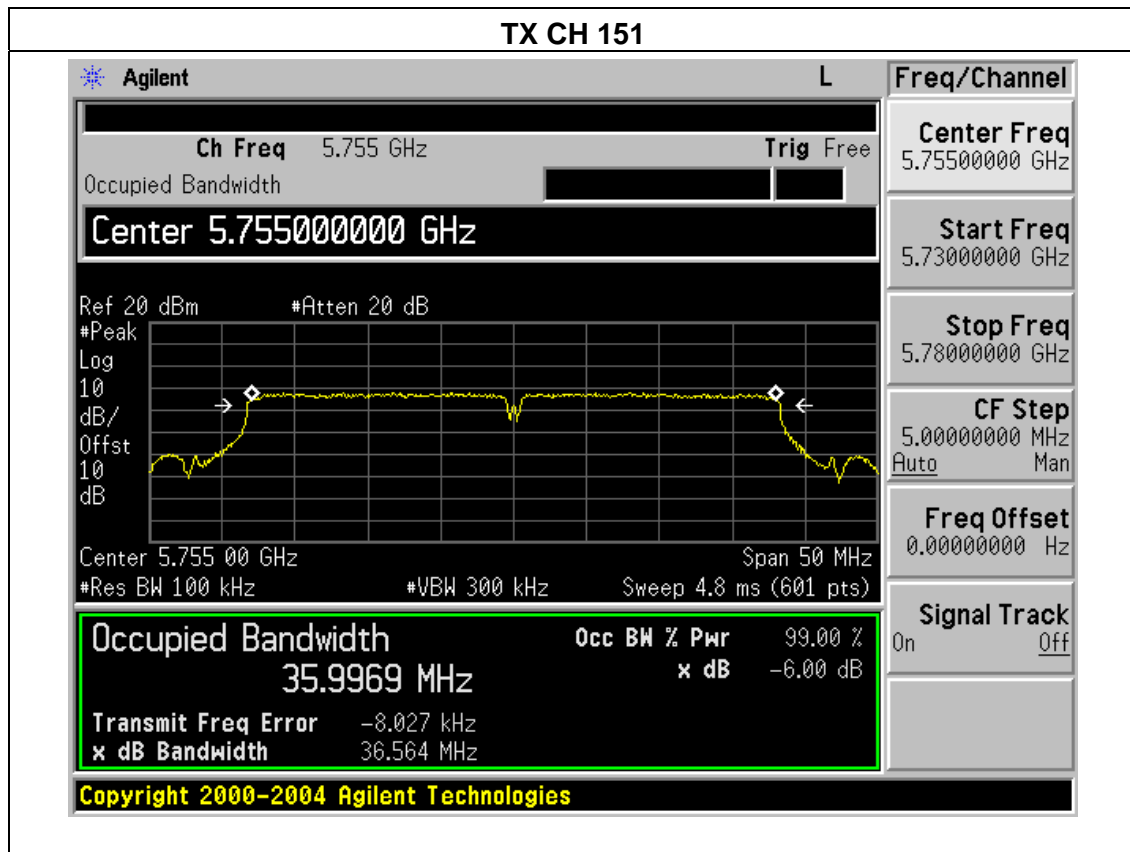 TX CH 151
Agilent L Freq/Channel
Ch Freq 5.755 GHz Trig Free
Occupied Bandwidth
Center 5.755000000 GHz
Center Freq
5.75500000 GHz
Start Freq
5.73000000 GHz
Stop Freq
5.78000000 GHz
CF Step
5.00000000 MHz
Auto Man
Freq Offset
0.00000000 Hz
Signal Track
On Off
Ref 20 dBm #Atten 20 dB
#Peak
Log
10
dB/
Offst
10
dB
Center 5.755 00 GHz Span 50 MHz
#Res BW 100 kHz #VBW 300 kHz Sweep 4.8 ms (601 pts)
Occupied Bandwidth Occ BW % Pwr 99.00 %
35.9969 MHz x dB -6.00 dB
Transmit Freq Error -8.027 kHz
x dB Bandwidth 36.564 MHz
Copyright 2000-2004 Agilent Technologies